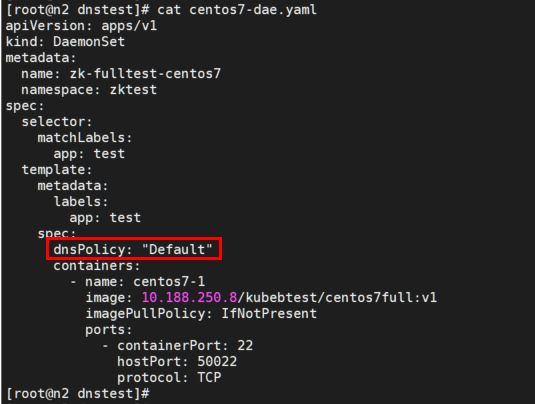 [root@n2 dnstest]# cat centos7-dae.yaml
apiVersion: apps/v1
kind: DaemonSet
metadata:
  name: zk-fulltest-centos7
  namespace: zktest
spec:
  selector:
    matchLabels:
      app: test
  template:
    metadata:
      labels:
        app: test
    spec:
      dnsPolicy: "Default"
      containers:
        - name: centos7-1
          image: 10.188.250.8/kubebtest/centos7full:v1
          imagePullPolicy: IfNotPresent
          ports:
            - containerPort: 22
              hostPort: 50022
              protocol: TCP
[root@n2 dnstest]#